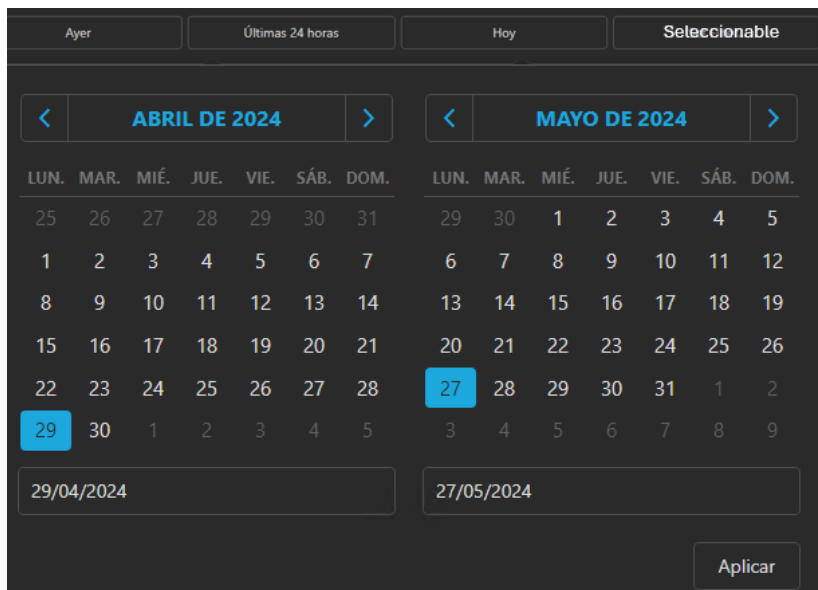 Ayer Últimas 24 horas Hoy Seleccionable
ABRIL DE 2024
LUN. MAR. MIÉ. JUE. VIE. SÁB. DOM.
25 26 27 28 29 30 31
1 2 3 4 5 6 7
8 9 10 11 12 13 14
15 16 17 18 19 20 21
22 23 24 25 26 27 28
29 30 1 2 3 4 5
29/04/2024
MAYO DE 2024
LUN. MAR. MIÉ. JUE. VIE. SÁB. DOM.
29 30 1 2 3 4 5
6 7 8 9 10 11 12
13 14 15 16 17 18 19
20 21 22 23 24 25 26
27 28 29 30 31 1 2
3 4 5 6 7 8 9
27/05/2024
Aplicar